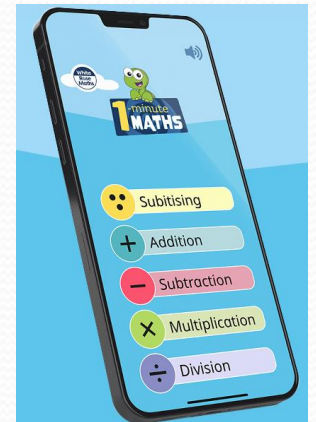 White
Rose
Maths
1-minute
MATHS
Subitising
+ Addition
− Subtraction
× Multiplication
÷ Division